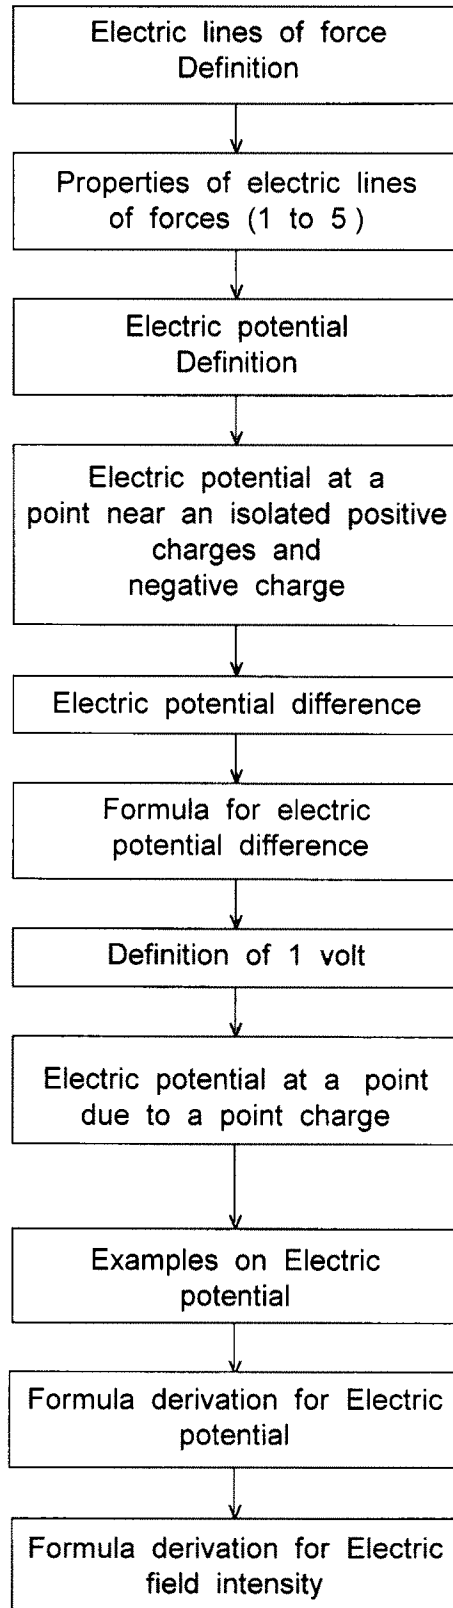 Electric lines of force
Definition
Properties of electric lines
of forces (1 to 5 )
Electric potential
Definition
Electric potential at a
point near an isolated positive
charges and
negative charge
Electric potential difference
Formula for electric
potential difference
Definition of 1 volt
Electric potential at a point
due to a point charge
Examples on Electric
potential
Formula derivation for Electric
potential
Formula derivation for Electric
field intensity